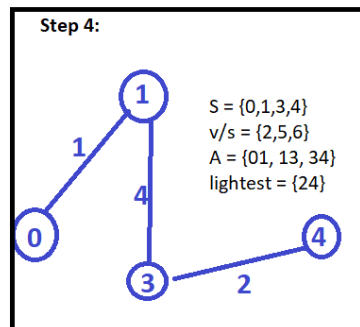 Step 4:
1
S = {0,1,3,4}
v/s = {2,5,6}
A = {01, 13, 34}
lightest = {24}
1
4
0
4
3
2